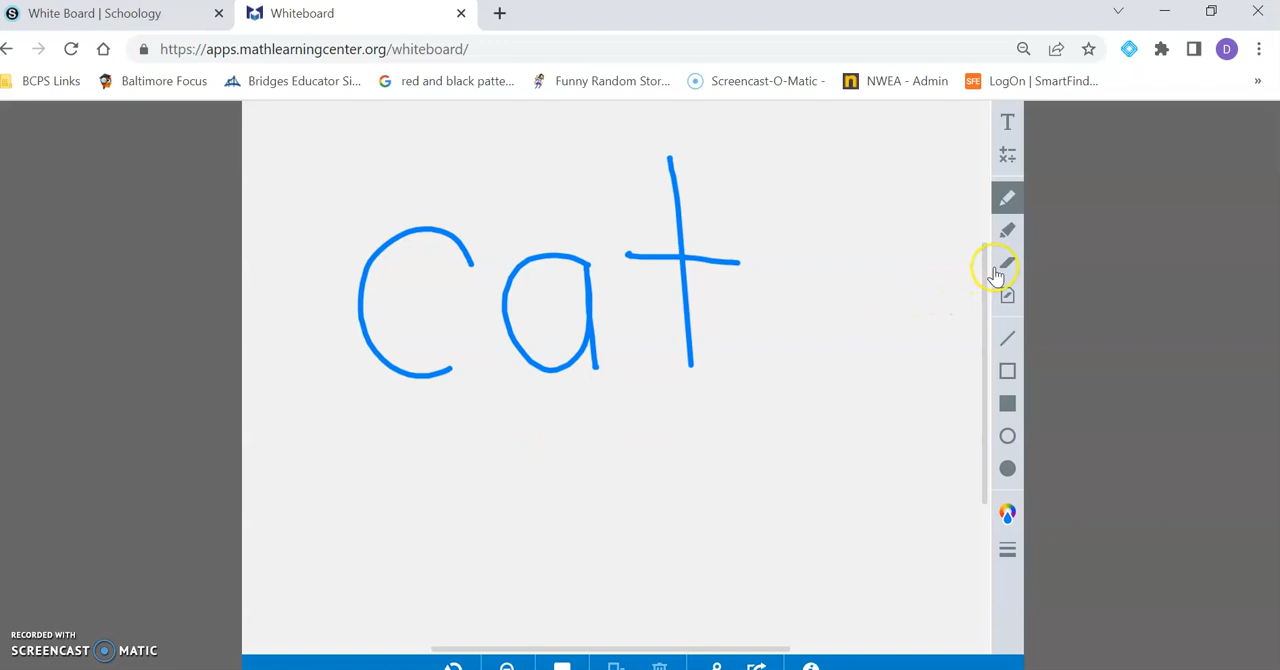 White Board | Schoology
Whiteboard
https://apps.mathlearningcenter.org/whiteboard/
D
BCPS Links
Baltimore Focus
Bridges Educator Si...
G red and black patte...
Funny Random Stor...
Screencast-O-Matic -
NWEA - Admin
SFE LogOn | SmartFind...
»
T
cat
RECORDED WITH
SCREENCAST MATIC